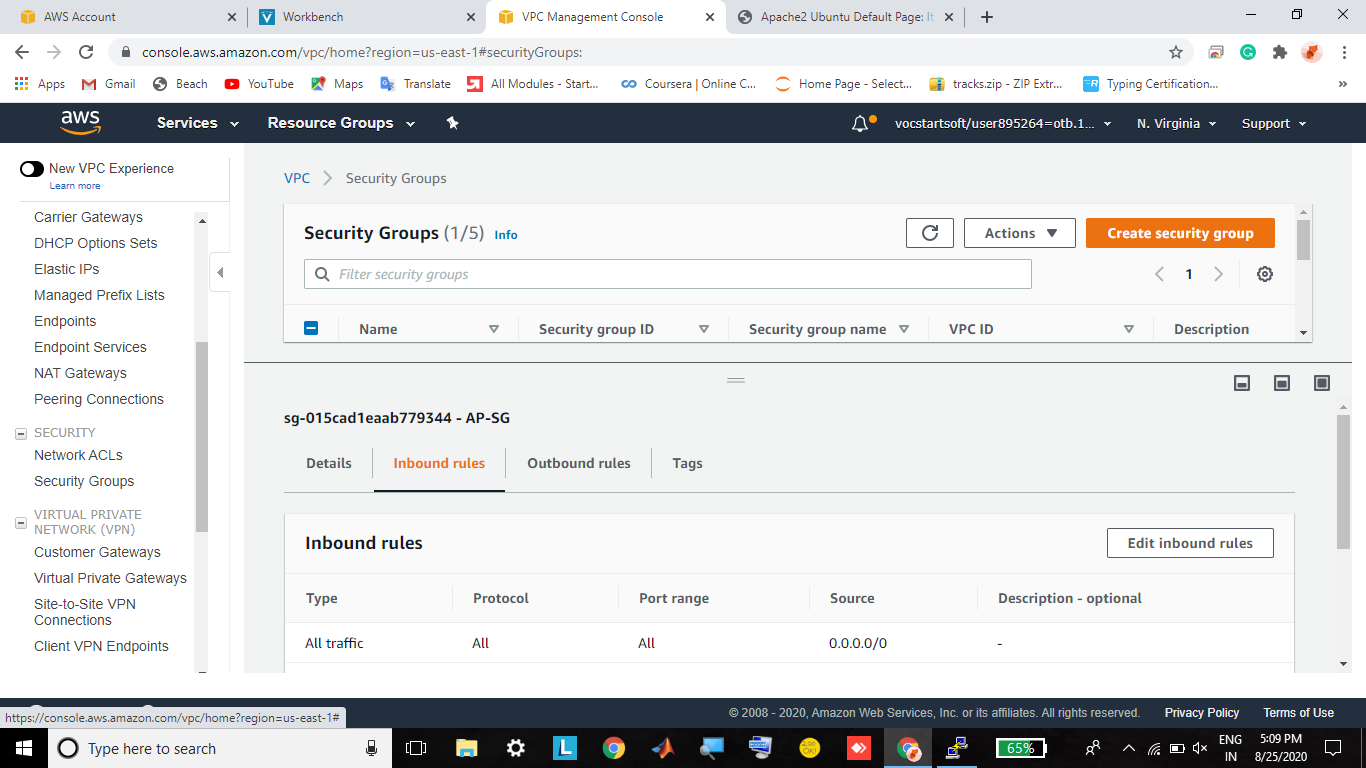 AWS Account
Workbench
VPC Management Console
Apache2 Ubuntu Default Page: It
console.aws.amazon.com/vpc/home?region=us-east-1#securityGroups:
Apps
Gmail
Beach
YouTube
Maps
Translate
All Modules - Start...
Coursera | Online C...
Home Page - Select...
tracks.zip - ZIP Extr...
Typing Certification...
aws
Services
Resource Groups
vocstartsoft/user895264=otb.1...
N. Virginia
Support
New VPC Experience
Learn more
Carrier Gateways
DHCP Options Sets
Elastic IPs
Managed Prefix Lists
Endpoints
Endpoint Services
NAT Gateways
Peering Connections
SECURITY
Network ACLs
Security Groups
VIRTUAL PRIVATE
NETWORK (VPN)
Customer Gateways
Virtual Private Gateways
Site-to-Site VPN
Connections
Client VPN Endpoints
VPC
Security Groups
Security Groups (1/5) Info
Actions
Create security group
Filter security groups
1
Name
Security group ID
Security group name
VPC ID
Description
sg-015cad1eaab779344 - AP-SG
Details
Inbound rules
Outbound rules
Tags
Inbound rules
Edit inbound rules
Type
Protocol
Port range
Source
Description - optional
All traffic
All
All
0.0.0.0/0
-
https://console.aws.amazon.com/vpc/home?region=us-east-1#
© 2008 - 2020, Amazon Web Services, Inc. or its affiliates. All rights reserved.
Privacy Policy
Terms of Use
Type here to search
L
65%
ENG
IN
5:09 PM
8/25/2020